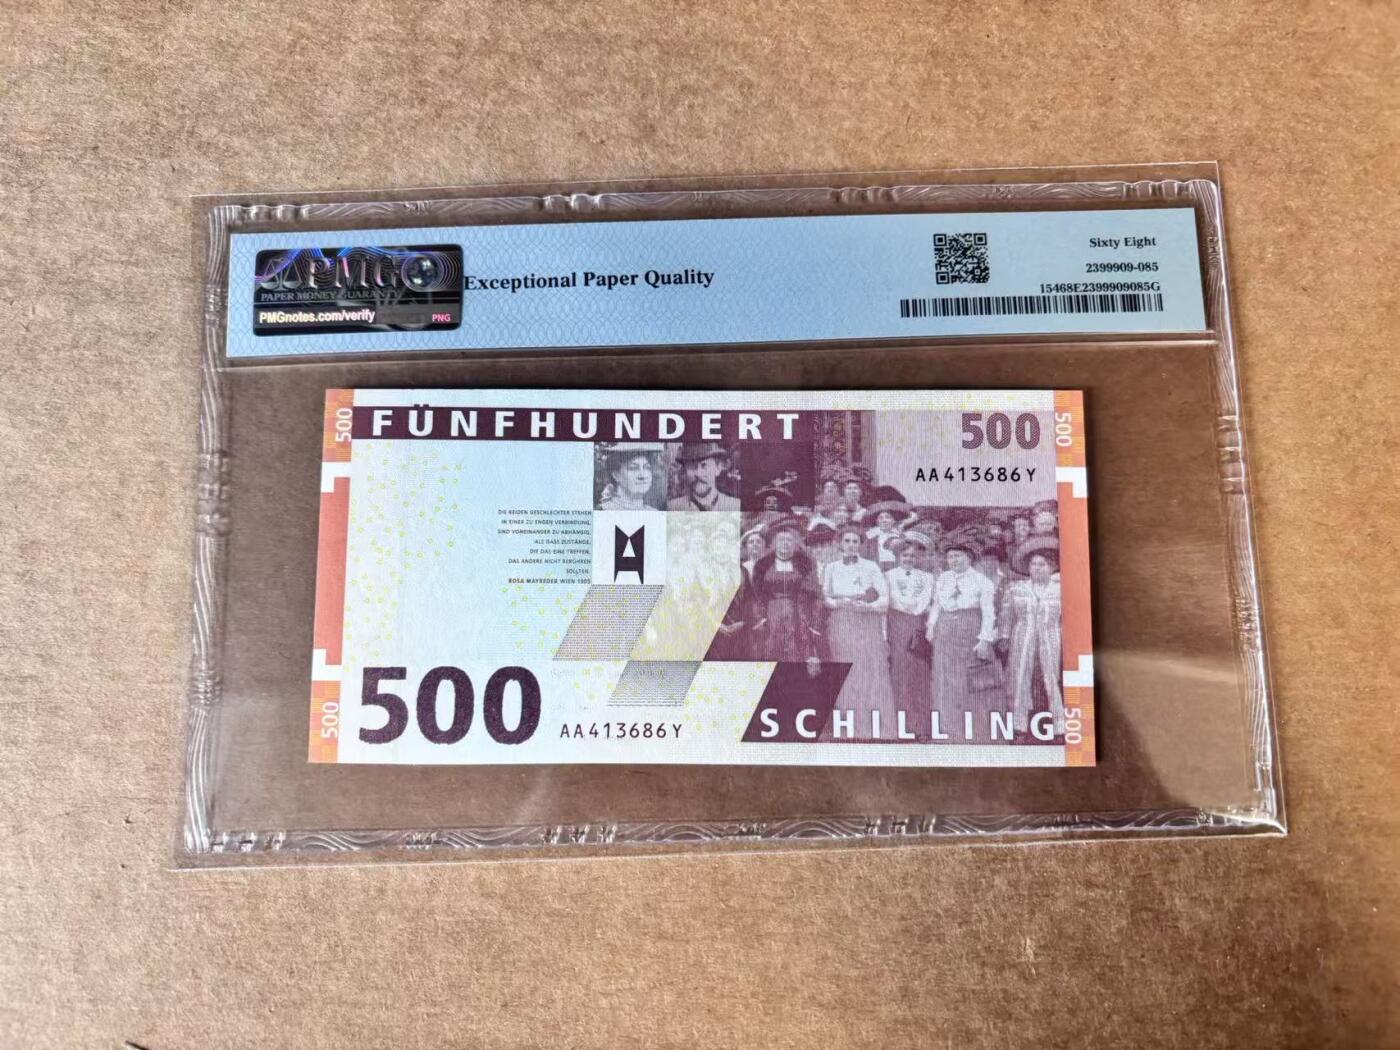 PMG
PAPER MONEY GUARANTY
PMGnotes.com/verify
PNG
Exceptional Paper Quality
Sixty Eight
2399909-085
15468E2399909085G
500
FÜNFHUNDERT
500
500
AA413686Y
DIE BEIDEN GESCHLECHTER STEHEN
IN EINER ZU ENGEN VERBINDUNG,
SIND VONEINANDER ZU ABHÄNGIG,
ALS DASS ZUSTÄNDE,
DIE DAS EINE TREFFEN,
DAS ANDERE NICHT BERÜHREN
SOLLTEN.
ROSA MAYREDER WIEN 1905
500
500
AA413686Y
SCHILLING
500